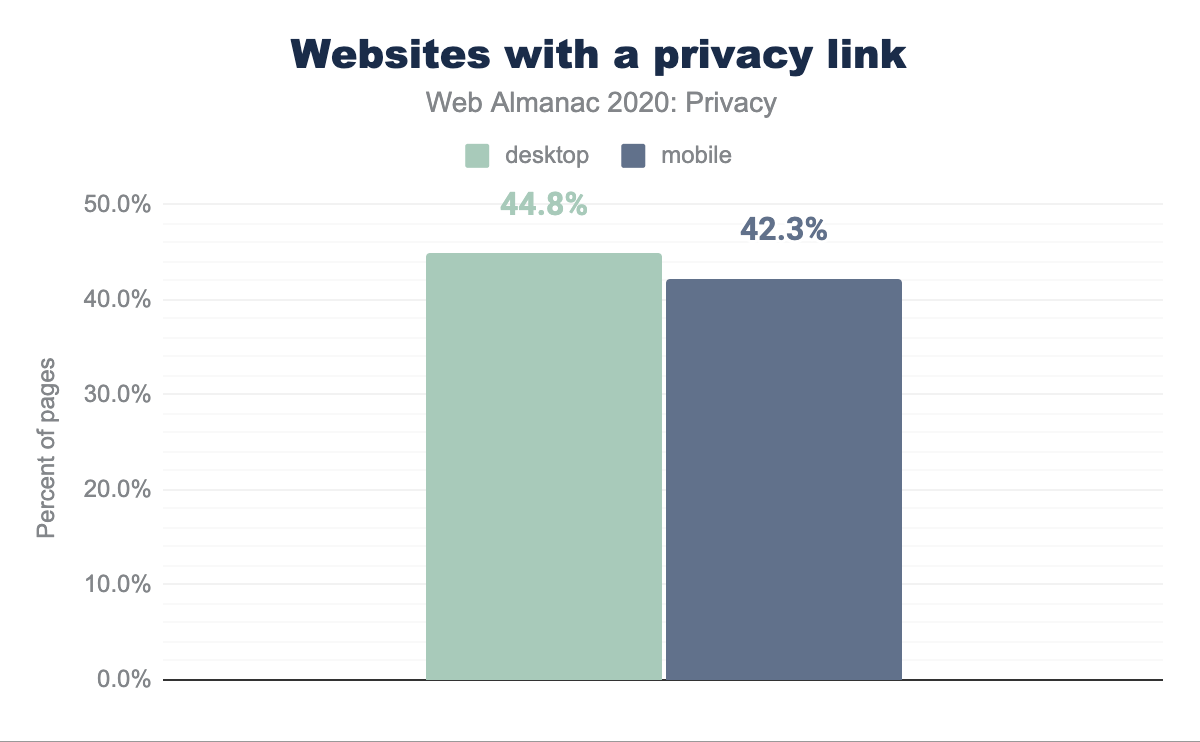 Websites with a privacy link
Web Almanac 2020: Privacy
desktop
mobile
44.8%
42.3%
50.0%
40.0%
30.0%
20.0%
10.0%
0.0%
Percent of pages